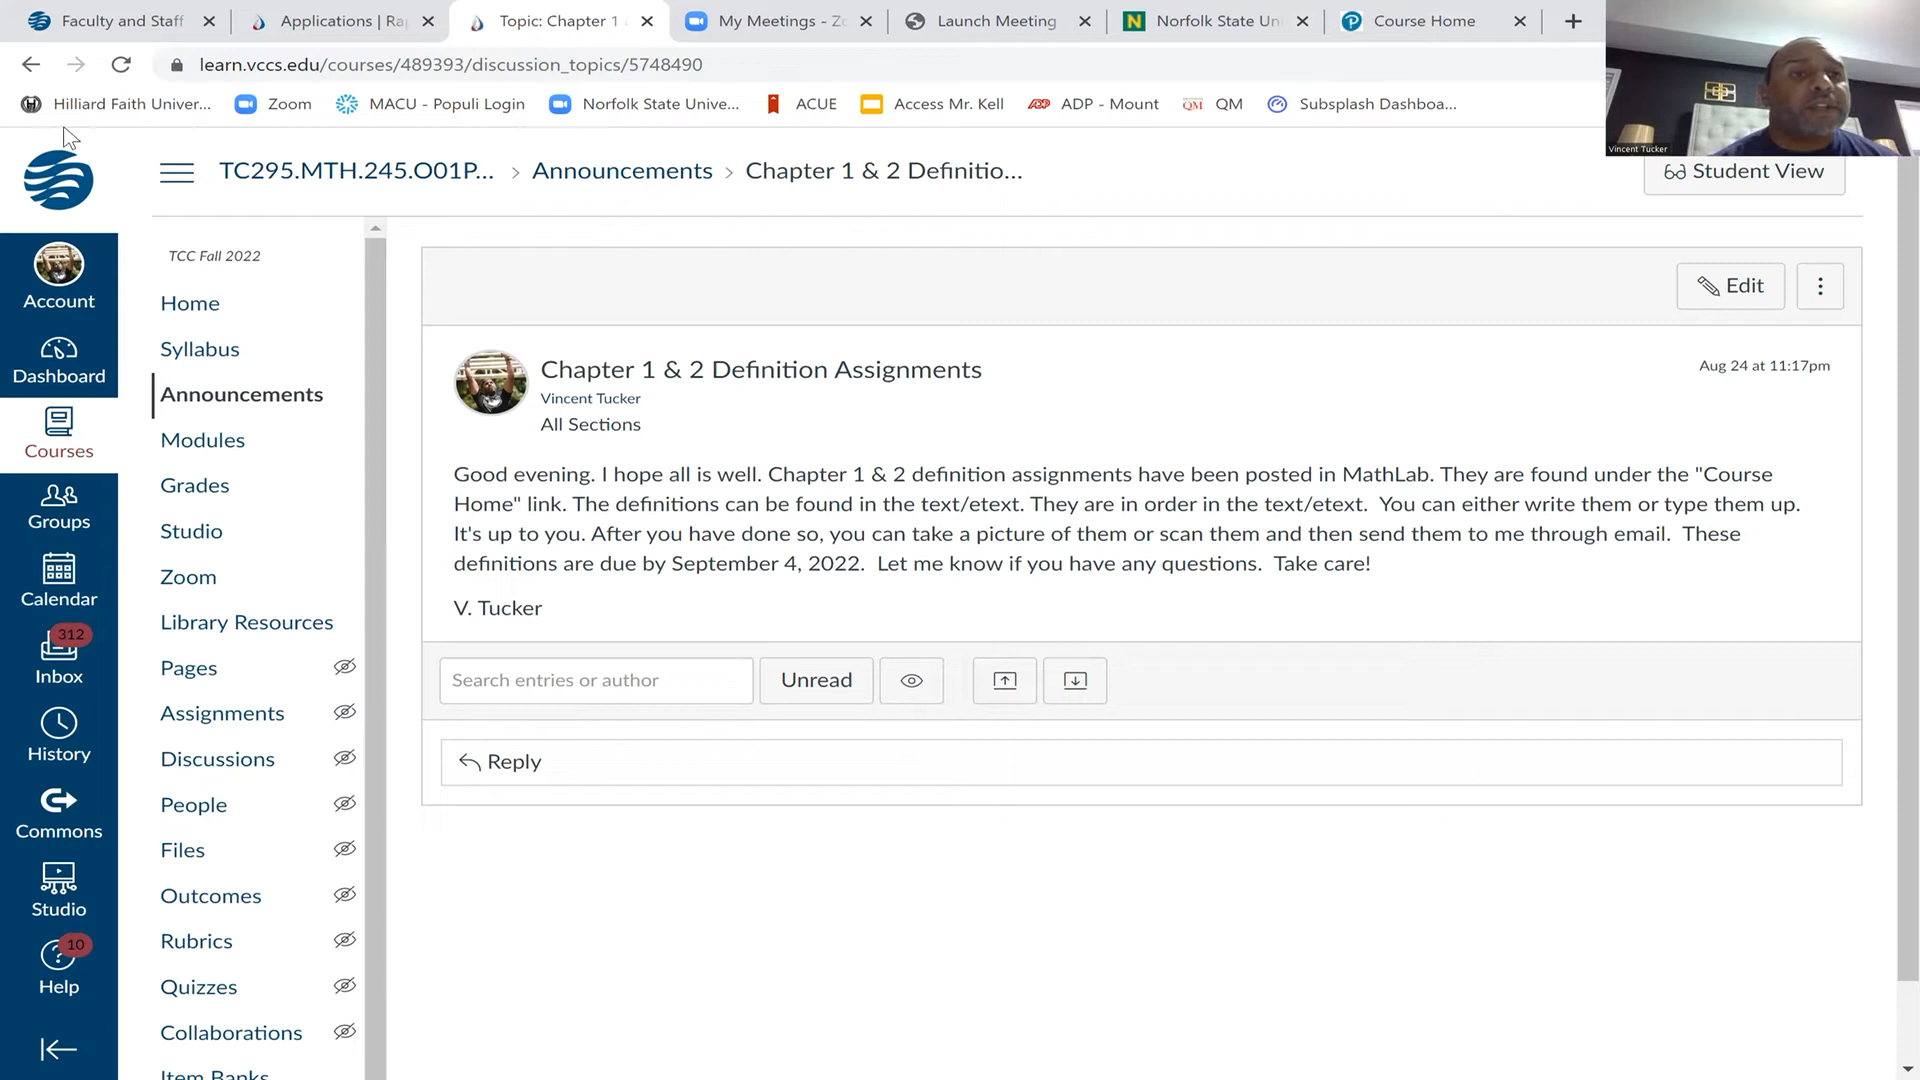 Faculty and Staff
Applications | Ra
Topic: Chapter 1
My Meetings - Zo
Launch Meeting
Norfolk State Un
Course Home
learn.vccs.edu/courses/489393/discussion_topics/5748490
Hilliard Faith Univer...
Zoom
MACU - Populi Login
Norfolk State Unive...
ACUE
Access Mr. Kell
ADP - Mount
QM
Subsplash Dashboa...
Vincent Tucker
TC295.MTH.245.O01P... > Announcements > Chapter 1 & 2 Definitio...
Student View
Account
Dashboard
Courses
Groups
Calendar
312
Inbox
History
Commons
Studio
10
Help
TCC Fall 2022
Home
Syllabus
Announcements
Modules
Grades
Studio
Zoom
Library Resources
Pages
Assignments
Discussions
People
Files
Outcomes
Rubrics
Quizzes
Collaborations
Item Banks
Edit
Chapter 1 & 2 Definition Assignments
Aug 24 at 11:17pm
Vincent Tucker
All Sections
Good evening. I hope all is well. Chapter 1 & 2 definition assignments have been posted in MathLab. They are found under the "Course
Home" link. The definitions can be found in the text/etext. They are in order in the text/etext.  You can either write them or type them up.
It's up to you. After you have done so, you can take a picture of them or scan them and then send them to me through email.  These
definitions are due by September 4, 2022.  Let me know if you have any questions.  Take care!
V. Tucker
Search entries or author
Unread
Reply